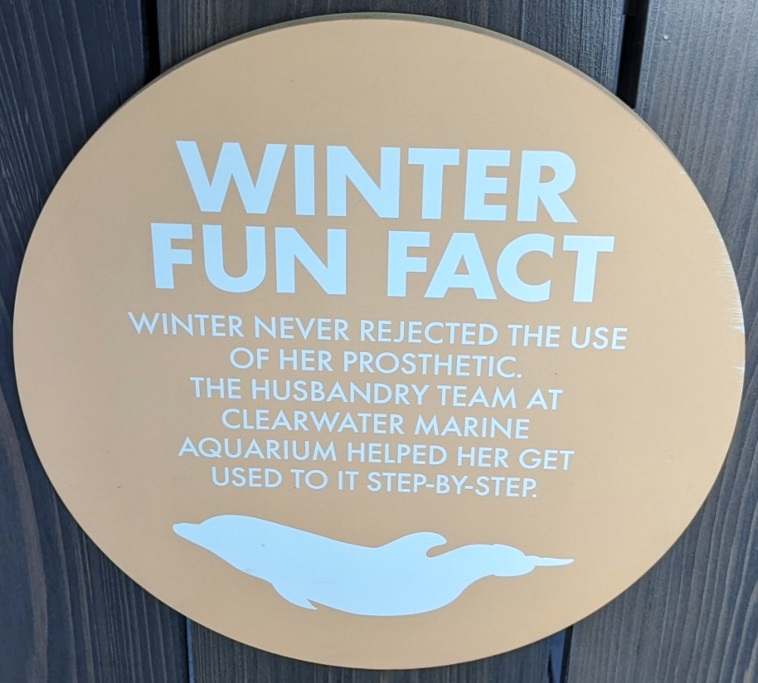 WINTER
FUN FACT
WINTER NEVER REJECTED THE USE
OF HER PROSTHETIC.
THE HUSBANDRY TEAM AT
CLEARWATER MARINE
AQUARIUM HELPED HER GET
USED TO IT STEP-BY-STEP.